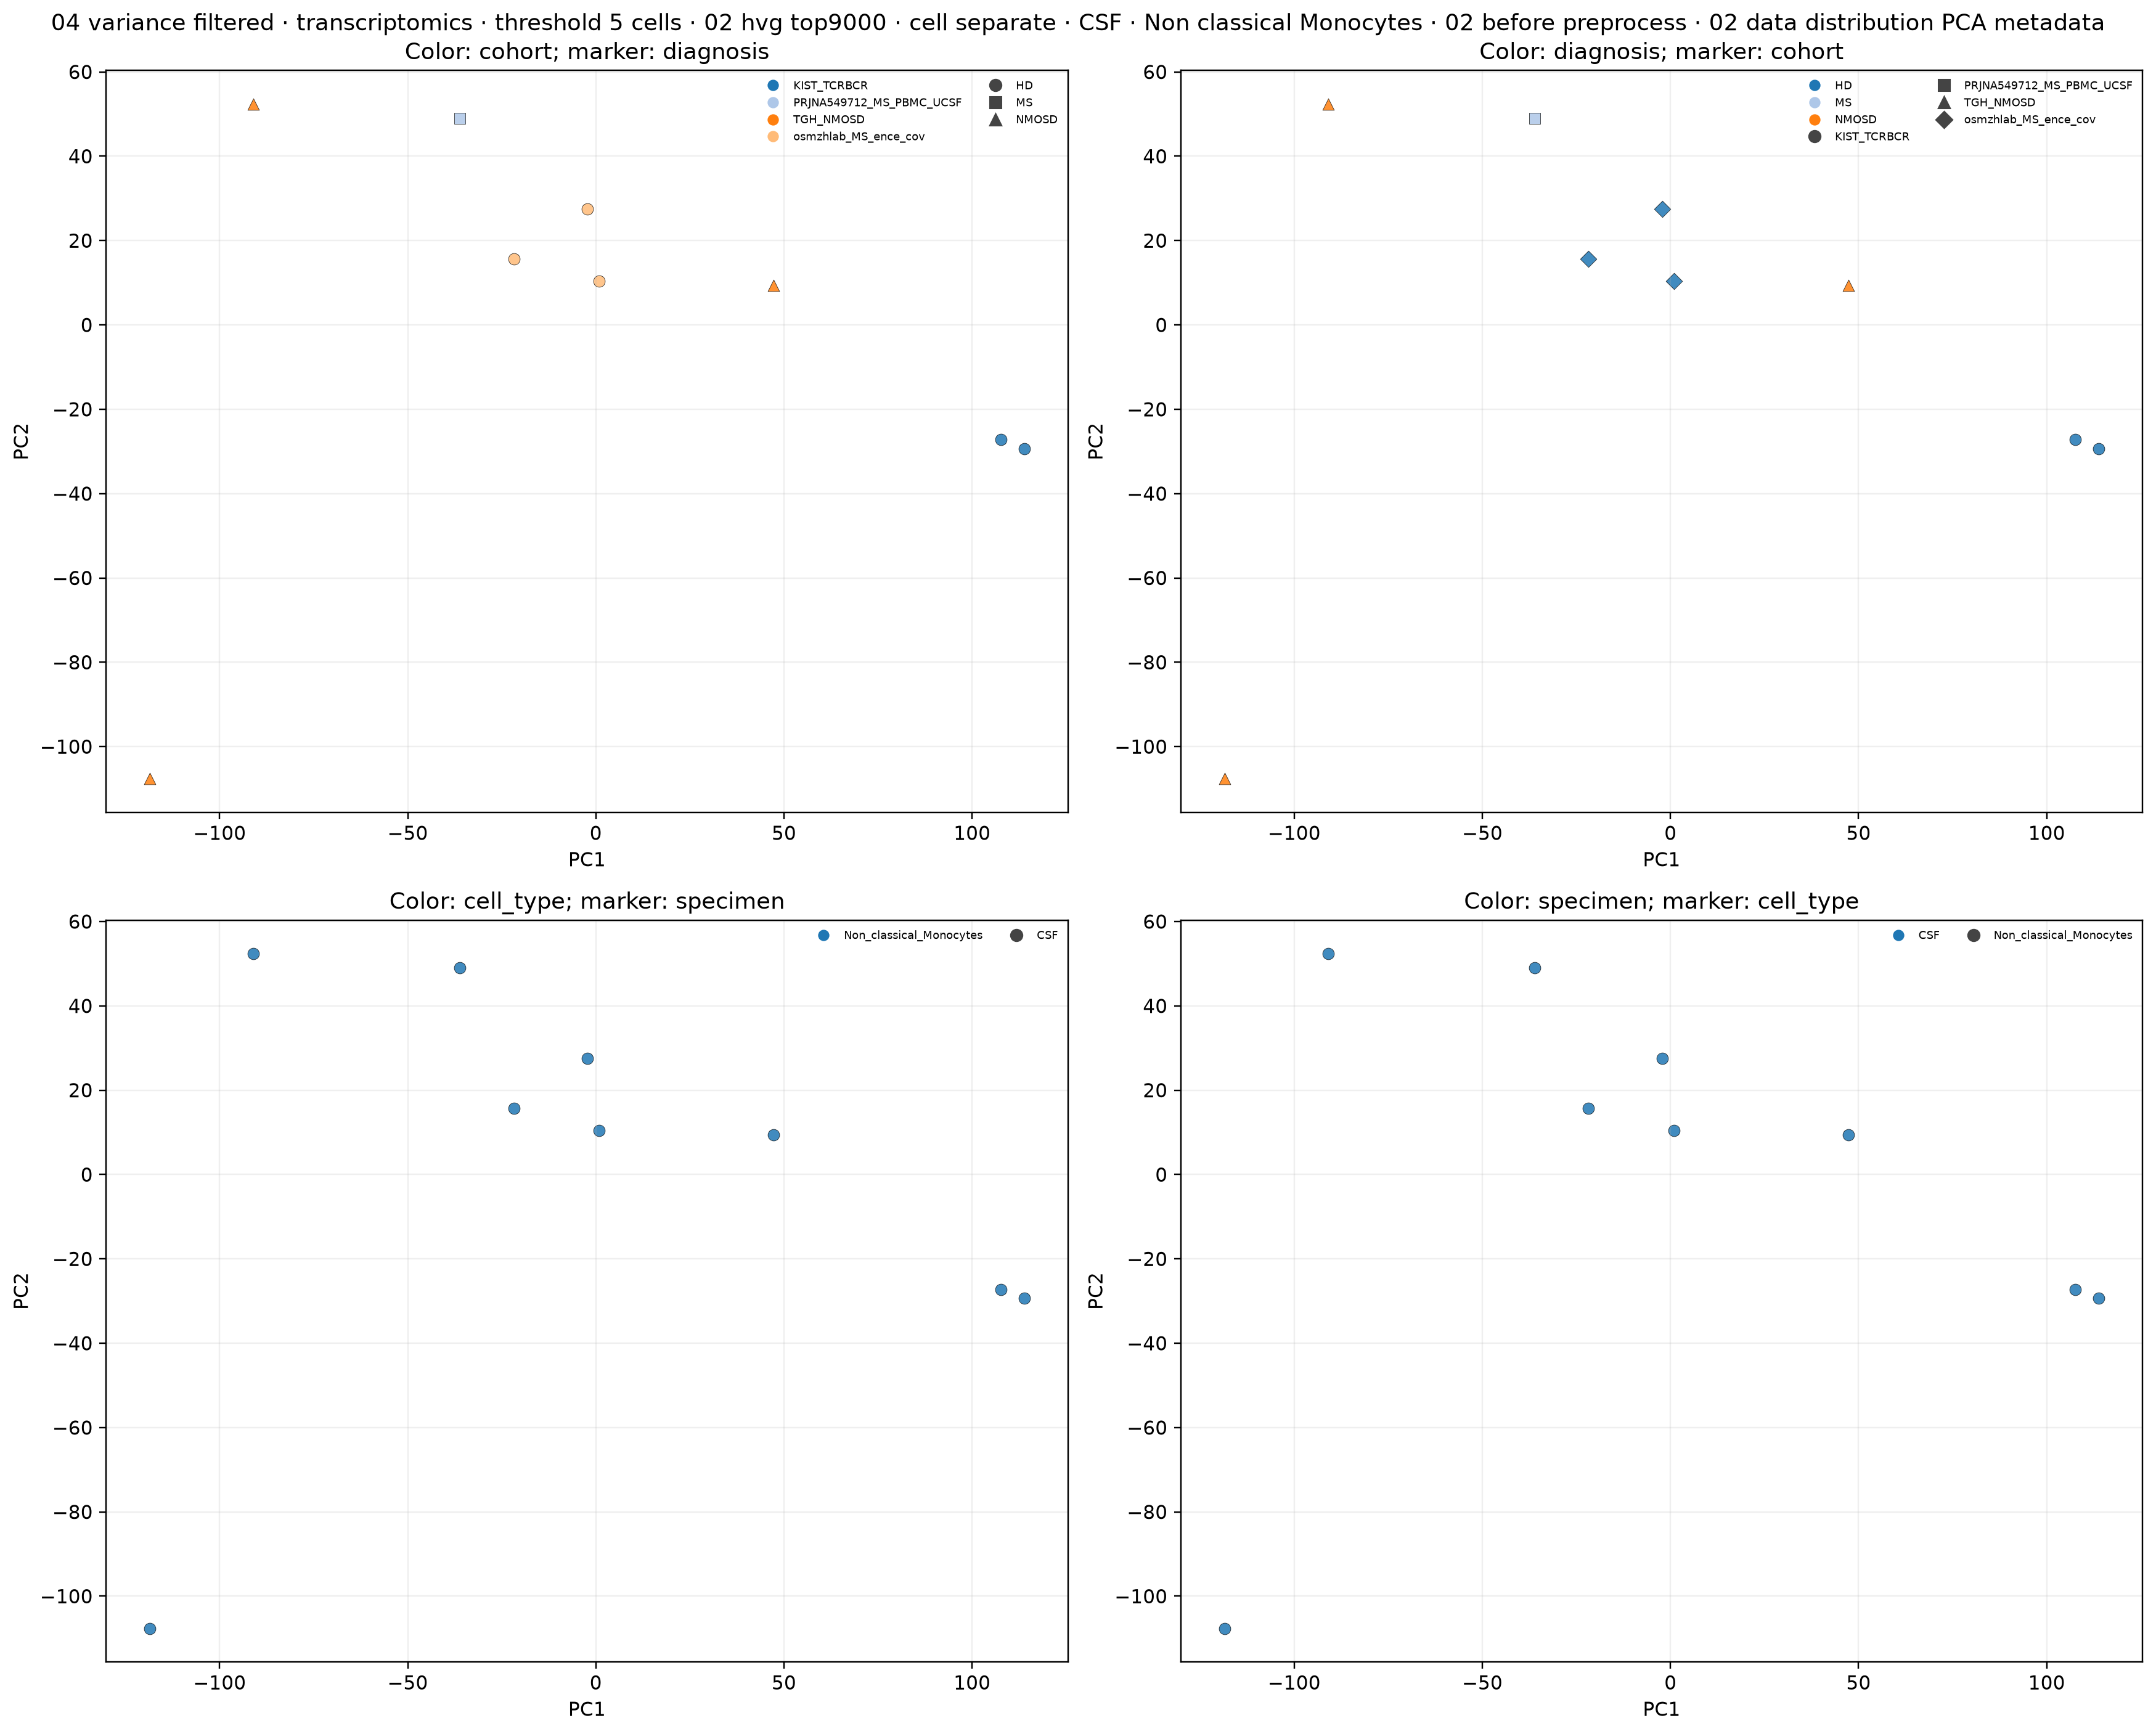 04 variance filtered · transcriptomics · threshold 5 cells · 02 hvg top9000 · cell separate · CSF · Non classical Monocytes · 02 before preprocess · 02 data distribution PCA metadata
Color: cohort; marker: diagnosis
KIST_TCRBCR
PRJNA549712_MS_PBMC_UCSF
TGH_NMOSD
osmzhlab_MS_ence_cov
HD
MS
NMOSD
60
40
20
0
−20
−40
−60
−80
−100
PC2
−100
−50
0
50
100
PC1
Color: diagnosis; marker: cohort
HD
MS
NMOSD
KIST_TCRBCR
PRJNA549712_MS_PBMC_UCSF
TGH_NMOSD
osmzhlab_MS_ence_cov
60
40
20
0
−20
−40
−60
−80
−100
PC2
−100
−50
0
50
100
PC1
Color: cell_type; marker: specimen
Non_classical_Monocytes
CSF
60
40
20
0
−20
−40
−60
−80
−100
PC2
−100
−50
0
50
100
PC1
Color: specimen; marker: cell_type
CSF
Non_classical_Monocytes
60
40
20
0
−20
−40
−60
−80
−100
PC2
−100
−50
0
50
100
PC1